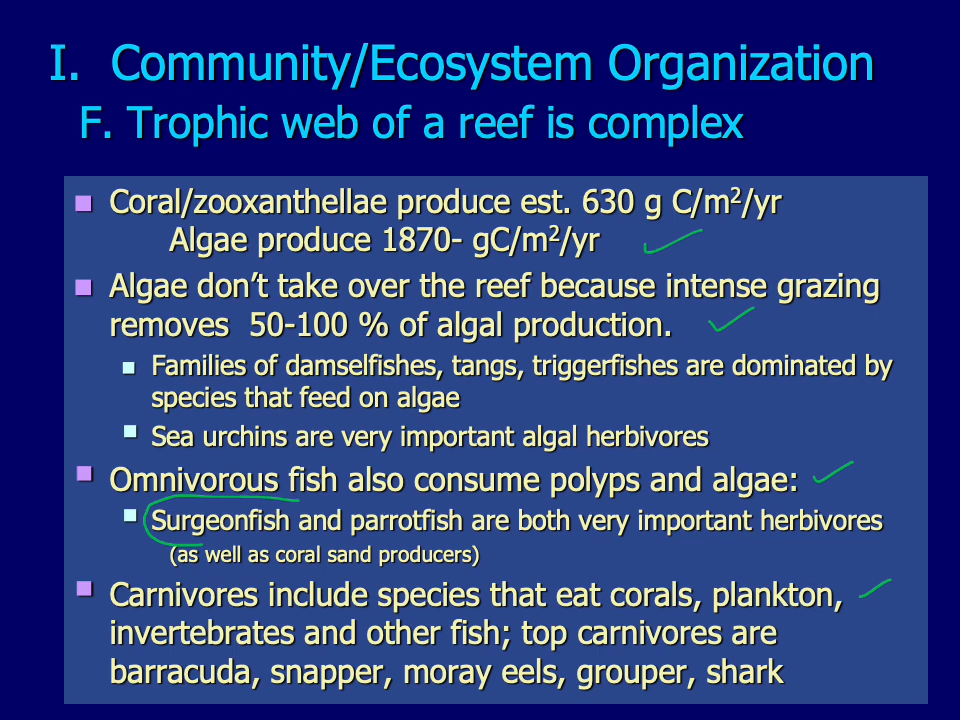 I.  Community/Ecosystem Organization
F. Trophic web of a reef is complex
Coral/zooxanthellae produce est. 630 g C/m²/yr
Algae produce 1870- gC/m²/yr
Algae don’t take over the reef because intense grazing
removes  50-100 % of algal production.
Families of damselfishes, tangs, triggerfishes are dominated by
species that feed on algae
Sea urchins are very important algal herbivores
Omnivorous fish also consume polyps and algae:
Surgeonfish and parrotfish are both very important herbivores
(as well as coral sand producers)
Carnivores include species that eat corals, plankton,
invertebrates and other fish; top carnivores are
barracuda, snapper, moray eels, grouper, shark